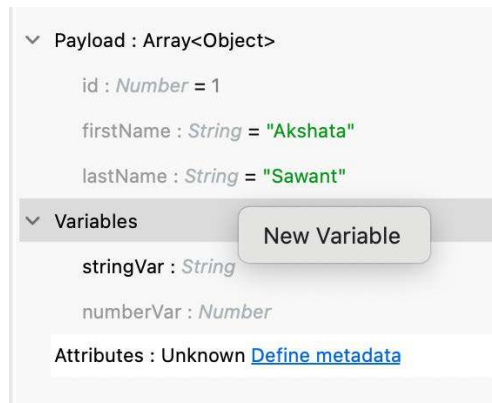 Payload : Array<Object>
id : Number = 1
firstName : String = "Akshata"
lastName : String = "Sawant"
Variables
New Variable
stringVar : String
numberVar : Number
Attributes : Unknown Define metadata